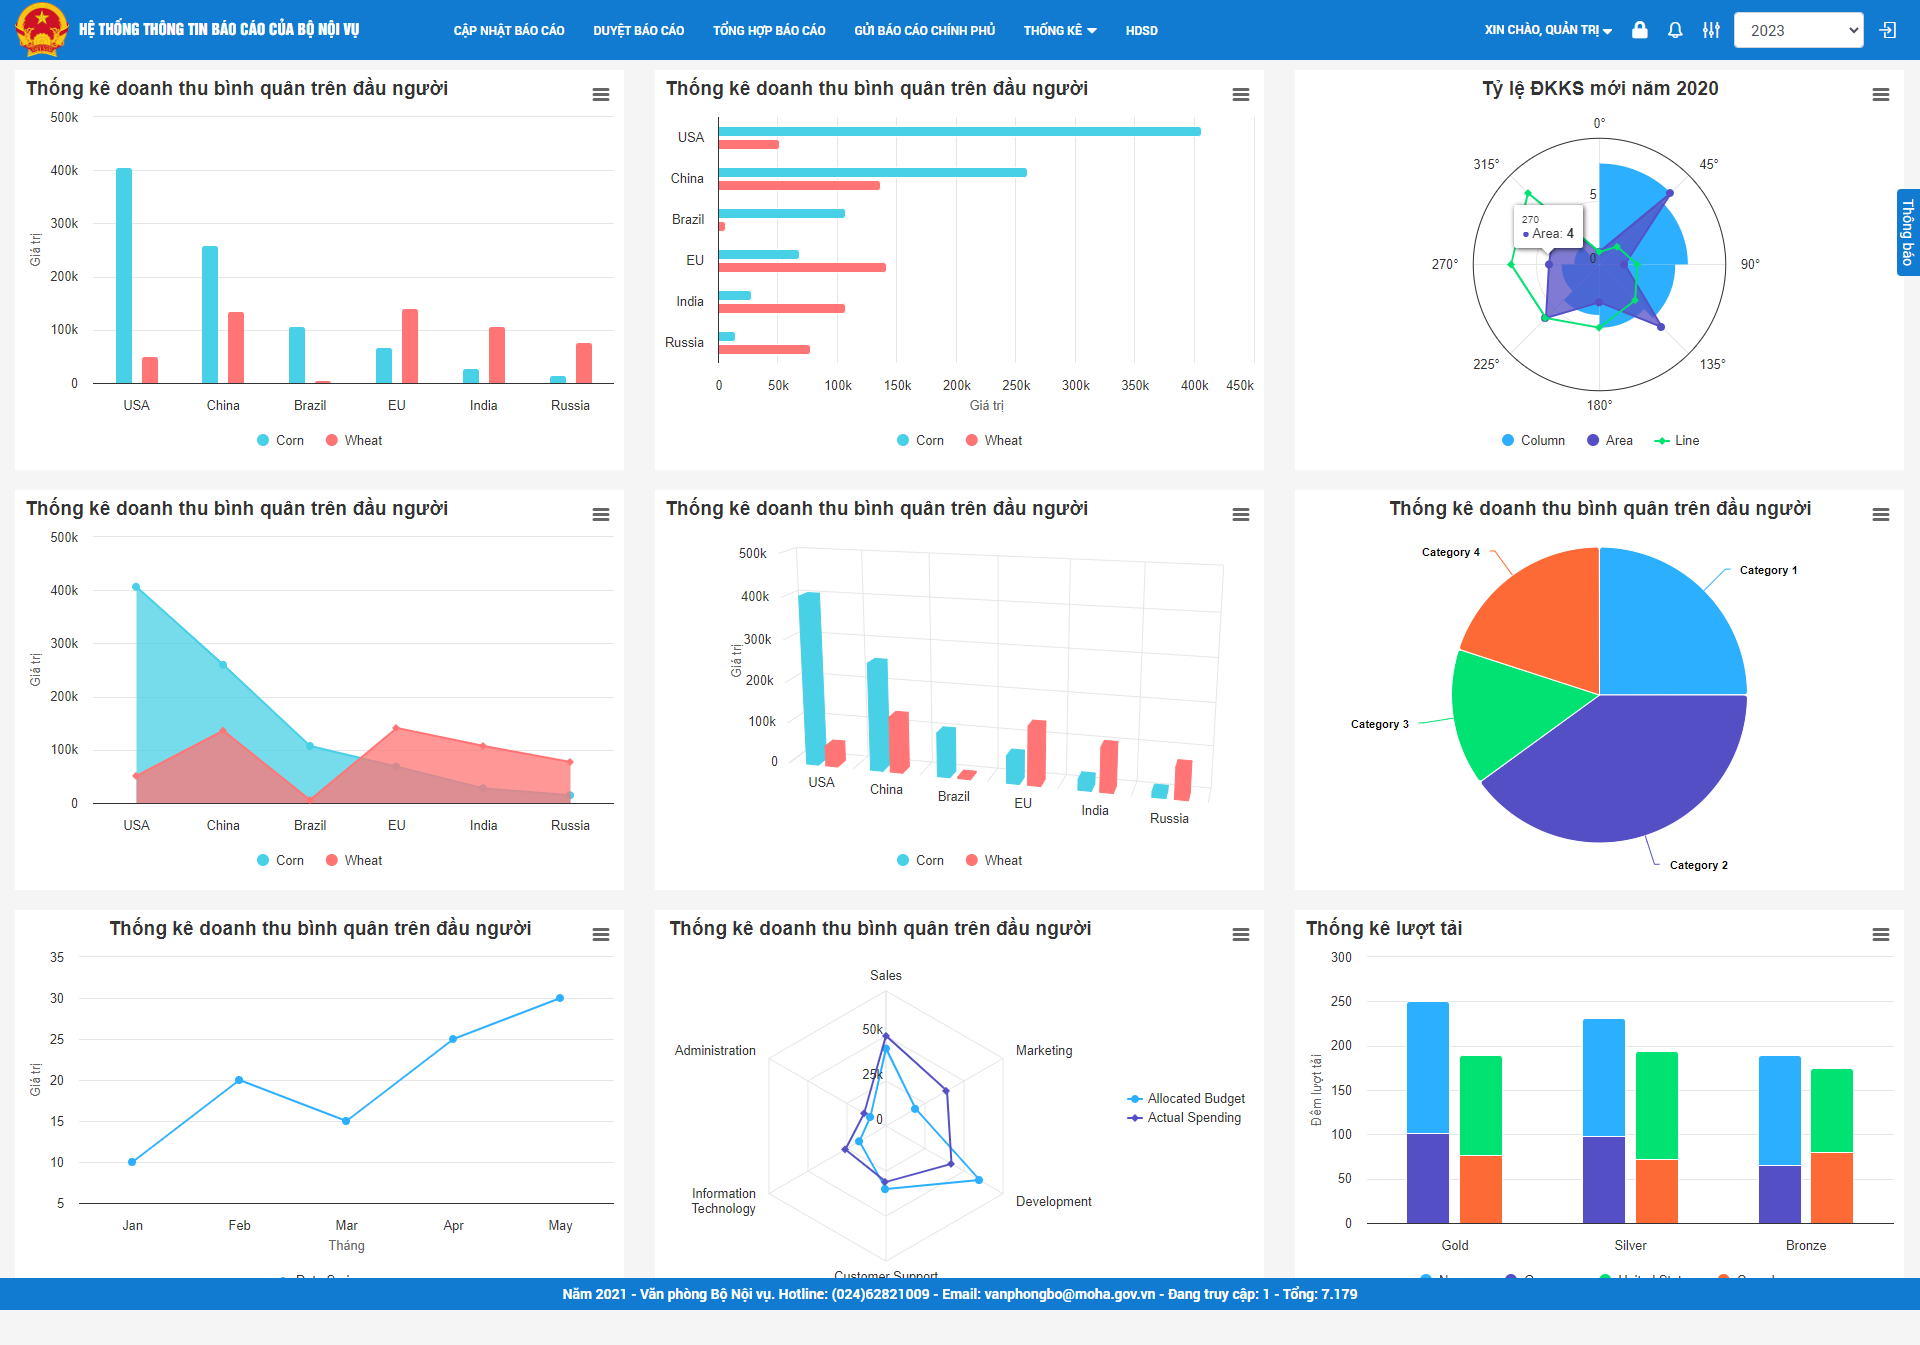 HỆ THỐNG THÔNG TIN BÁO CÁO CỦA BỘ NỘI VỤ
CẬP NHẬT BÁO CÁO
DUYỆT BÁO CÁO
TỔNG HỢP BÁO CÁO
GỬI BÁO CÁO CHÍNH PHỦ
THỐNG KÊ
HDSD
XIN CHÀO, QUẢN TRỊ
2023
Thông báo
Thống kê doanh thu bình quân trên đầu người
500k
400k
300k
200k
100k
0
Giá trị
USA
China
Brazil
EU
India
Russia
Corn
Wheat
Thống kê doanh thu bình quân trên đầu người
USA
China
Brazil
EU
India
Russia
0
50k
100k
150k
200k
250k
300k
350k
400k
450k
Giá trị
Corn
Wheat
Tỷ lệ ĐKKS mới năm 2020
0°
45°
90°
135°
180°
225°
270°
315°
5
0
270
Area: 4
Column
Area
Line
Thống kê doanh thu bình quân trên đầu người
500k
400k
300k
200k
100k
0
Giá trị
USA
China
Brazil
EU
India
Russia
Corn
Wheat
Thống kê doanh thu bình quân trên đầu người
500k
400k
300k
200k
100k
0
Giá trị
USA
China
Brazil
EU
India
Russia
Corn
Wheat
Thống kê doanh thu bình quân trên đầu người
Category 4
Category 1
Category 3
Category 2
Thống kê doanh thu bình quân trên đầu người
35
30
25
20
15
10
5
Giá trị
Jan
Feb
Mar
Apr
May
Tháng
Thống kê doanh thu bình quân trên đầu người
Sales
Marketing
Development
Customer Support
Information
Technology
Administration
50k
25k
0
Allocated Budget
Actual Spending
Thống kê lượt tải
300
250
200
150
100
50
0
Đếm lượt tải
Gold
Silver
Bronze
Năm 2021 - Văn phòng Bộ Nội vụ. Hotline: (024)62821009 - Email: vanphongbo@moha.gov.vn - Đang truy cập: 1 - Tổng: 7.179